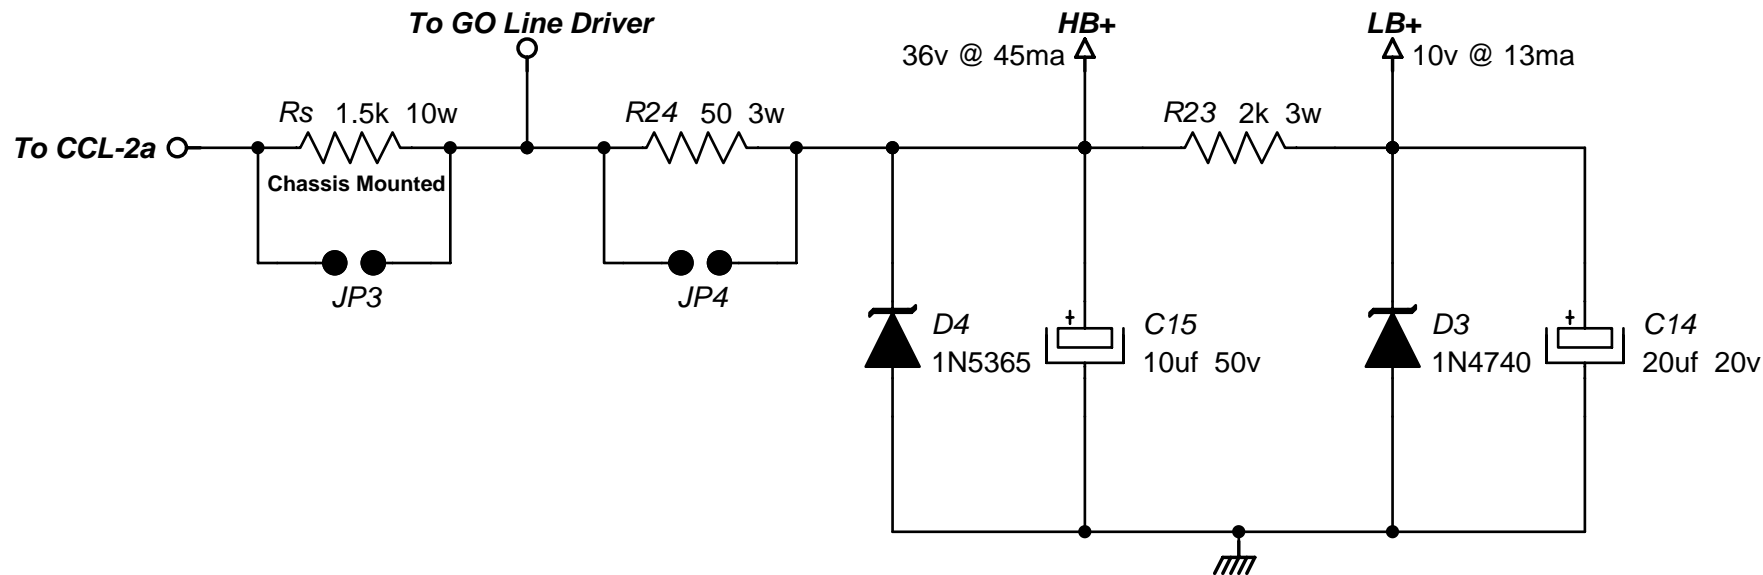 To GO Line Driver
HB+
LB+
36v @ 45ma
10v @ 13ma
Rs 1.5k 10w
R24 50 3w
R23 2k 3w
To CCL-2a
Chassis Mounted
JP3
JP4
D4
1N5365
+
C15
10uf 50v
D3
1N4740
+
C14
20uf 20v